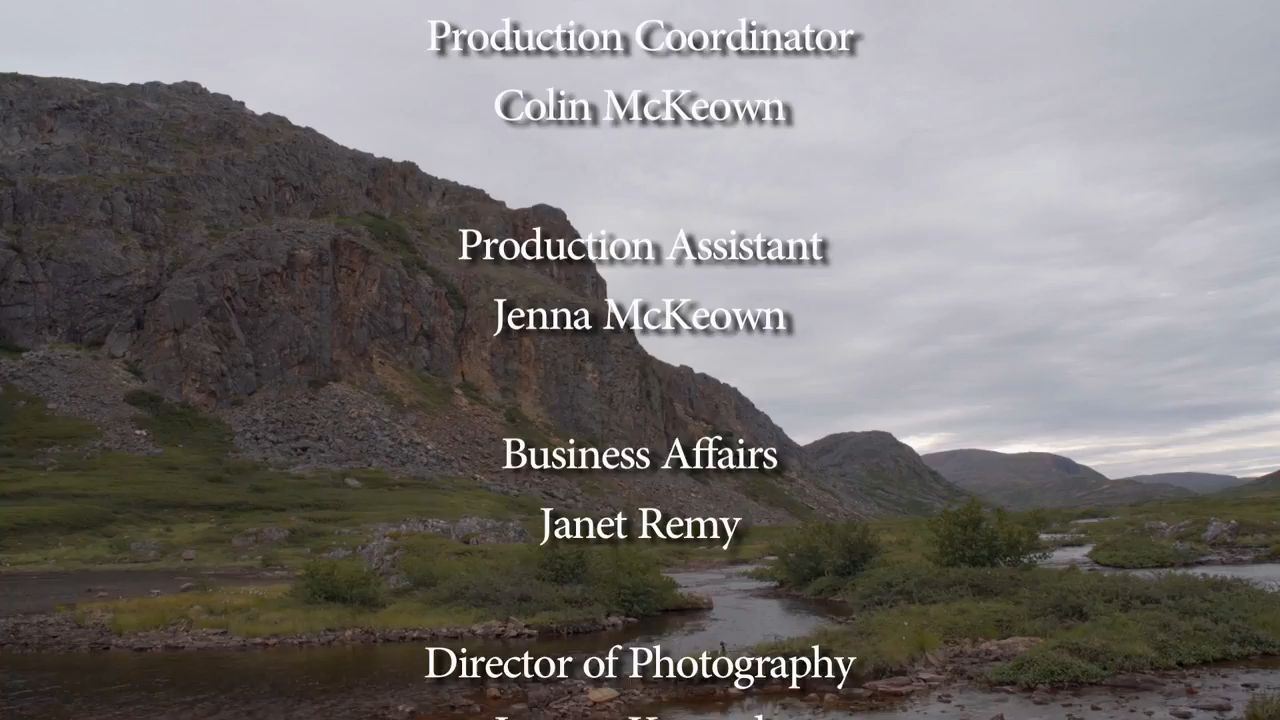 Production Coordinator
Colin McKeown
Production Assistant
Jenna McKeown
Business Affairs
Janet Remy
Director of Photography